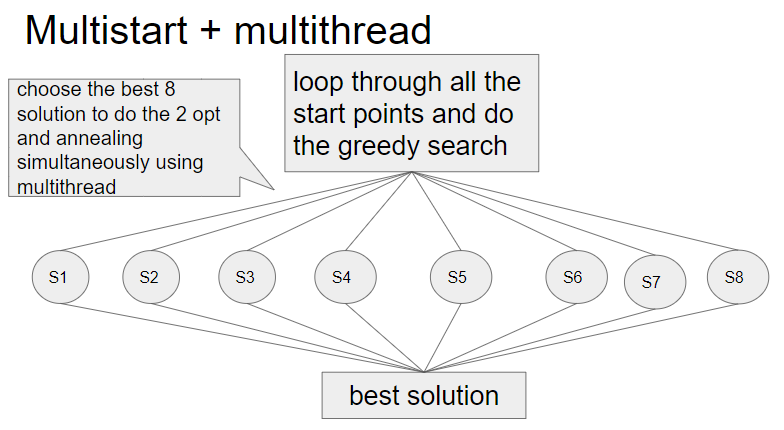 Multistart + multithread
loop through all the
start points and do
the greedy search
choose the best 8
solution to do the 2 opt
and annealing
simultaneously using
multithread
S1
S2
S3
S4
S5
S6
S7
S8
best solution